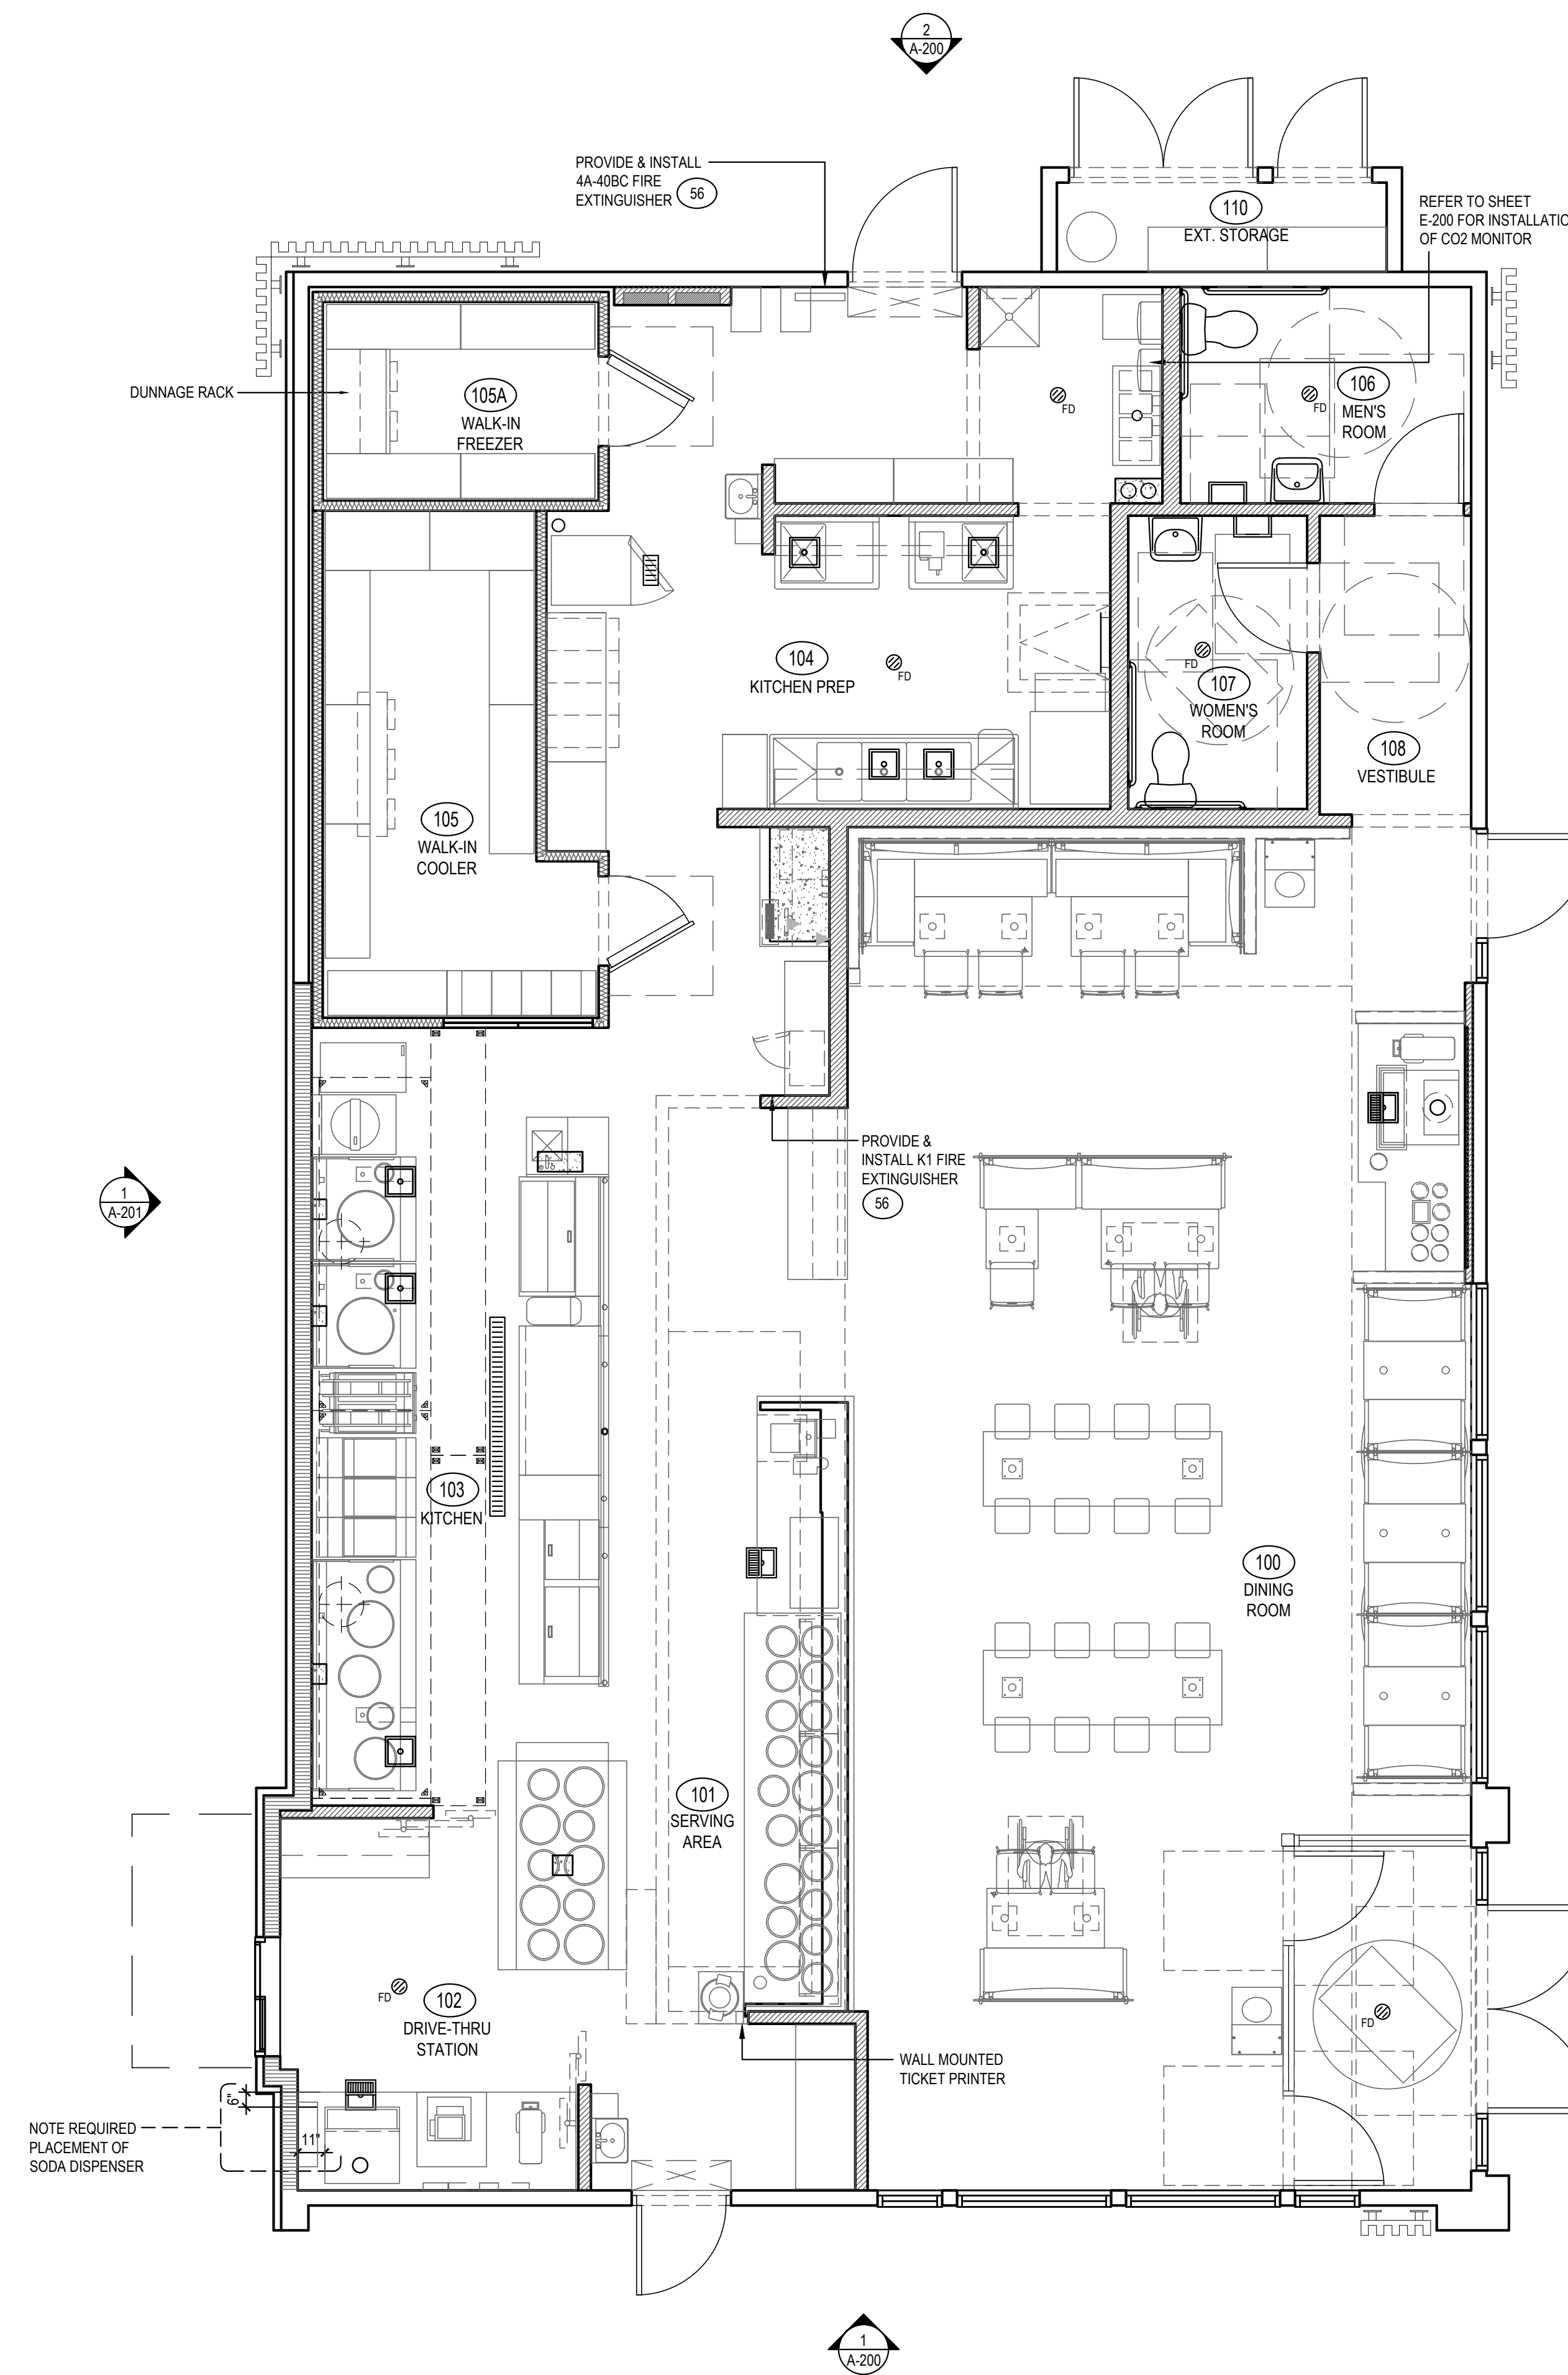 2
A-200
PROVIDE & INSTALL
4A-40BC FIRE
EXTINGUISHER
56
110
EXT. STORAGE
REFER TO SHEET
E-200 FOR INSTALLATIO
OF CO2 MONITOR
DUNNAGE RACK
105A
WALK-IN
FREEZER
FD
FD
106
MEN'S
ROOM
104
KITCHEN PREP
FD
FD
107
WOMEN'S
ROOM
108
VESTIBULE
105
WALK-IN
COOLER
PROVIDE &
INSTALL K1 FIRE
EXTINGUISHER
56
1
A-201
103
KITCHEN
100
DINING
ROOM
101
SERVING
AREA
FD
102
DRIVE-THRU
STATION
FD
WALL MOUNTED
TICKET PRINTER
6"
11"
NOTE REQUIRED
PLACEMENT OF
SODA DISPENSER
1
A-200